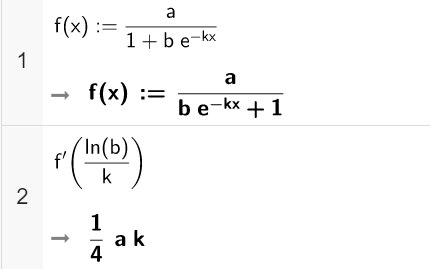 1
f(x) := a / (1 + b e^(−kx))
→ f(x) := a / (b e^(−kx) + 1)
2
f′(ln(b) / k)
→ 1/4 a k